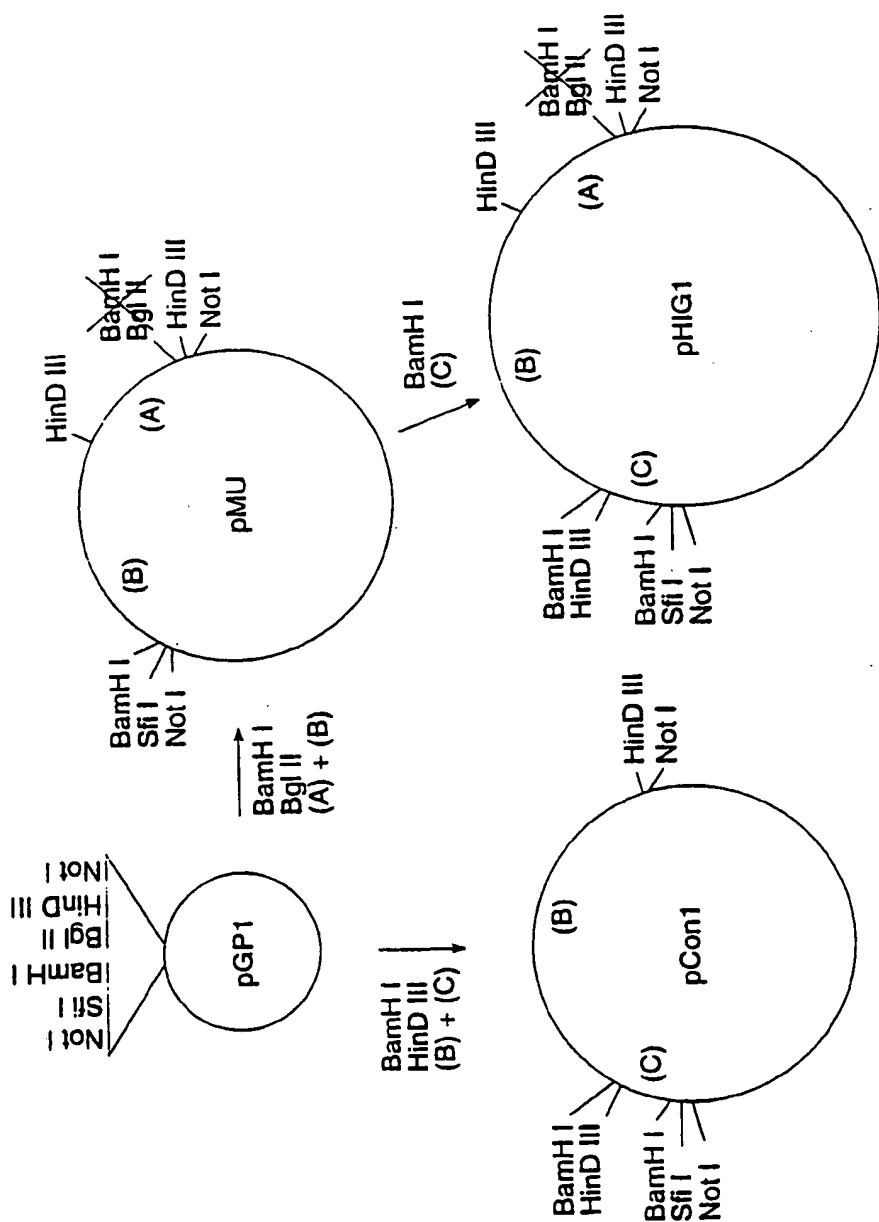 Not I
Sfi I
BamH I
Bgl II
HinD III
Not I
pGP1
BamH I
Bgl II
(A) + (B)
BamH I
Sfi I
Not I
(B)
pMU
(A)
HinD III
BamH I
Bgl II
HinD III
Not I
BamH I
HinD III
(B) + (C)
BamH I
(C)
BamH I
HinD III
BamH I
Sfi I
Not I
(C)
(B)
pCon1
HinD III
Not I
BamH I
HinD III
BamH I
Sfi I
Not I
(C)
(B)
pHIG1
(A)
HinD III
BamH I
Bgl II
HinD III
Not I